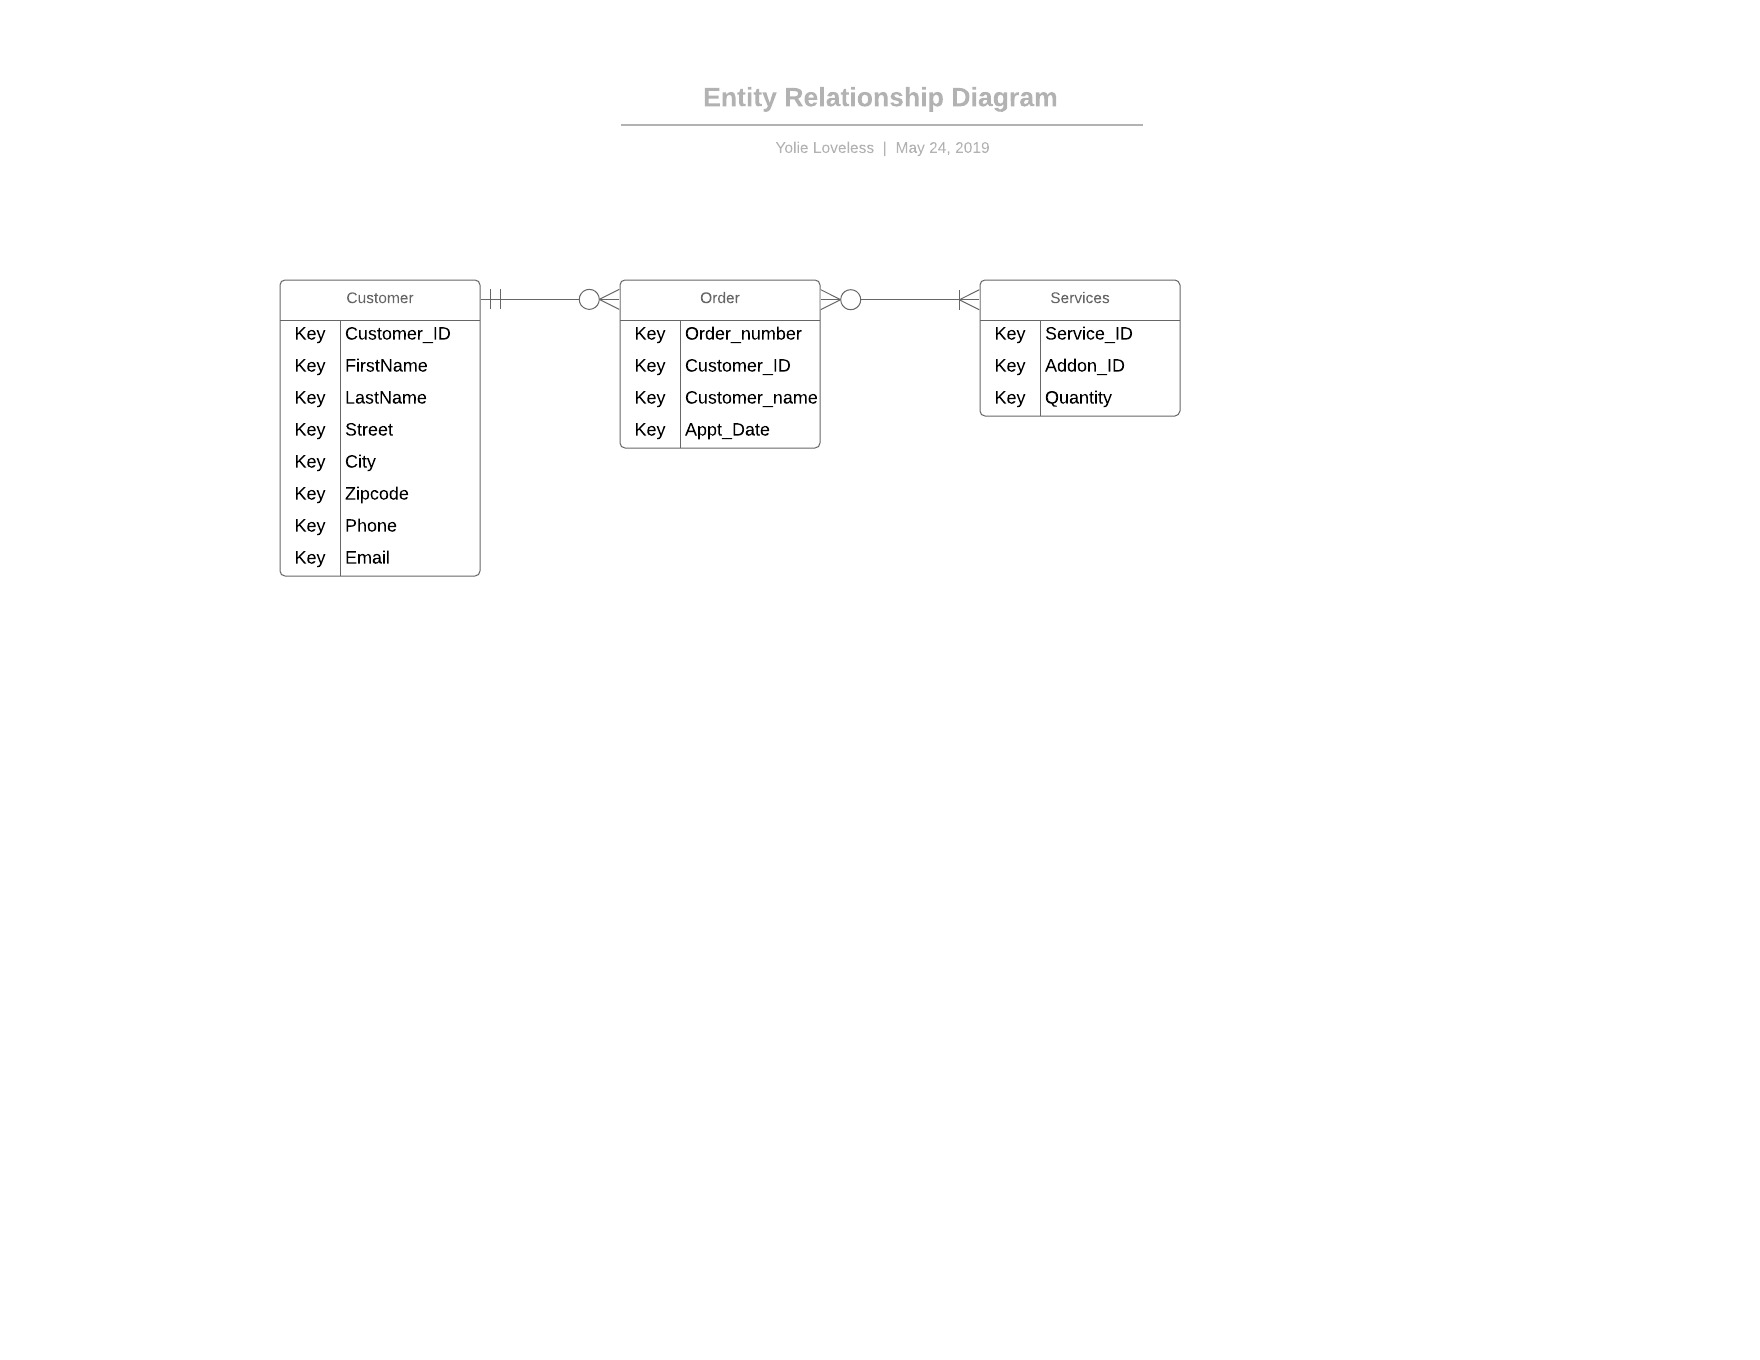 Entity Relationship Diagram
Yolie Loveless | May 24, 2019
Customer
Key Customer_ID
Key FirstName
Key LastName
Key Street
Key City
Key Zipcode
Key Phone
Key Email
Order
Key Order_number
Key Customer_ID
Key Customer_name
Key Appt_Date
Services
Key Service_ID
Key Addon_ID
Key Quantity